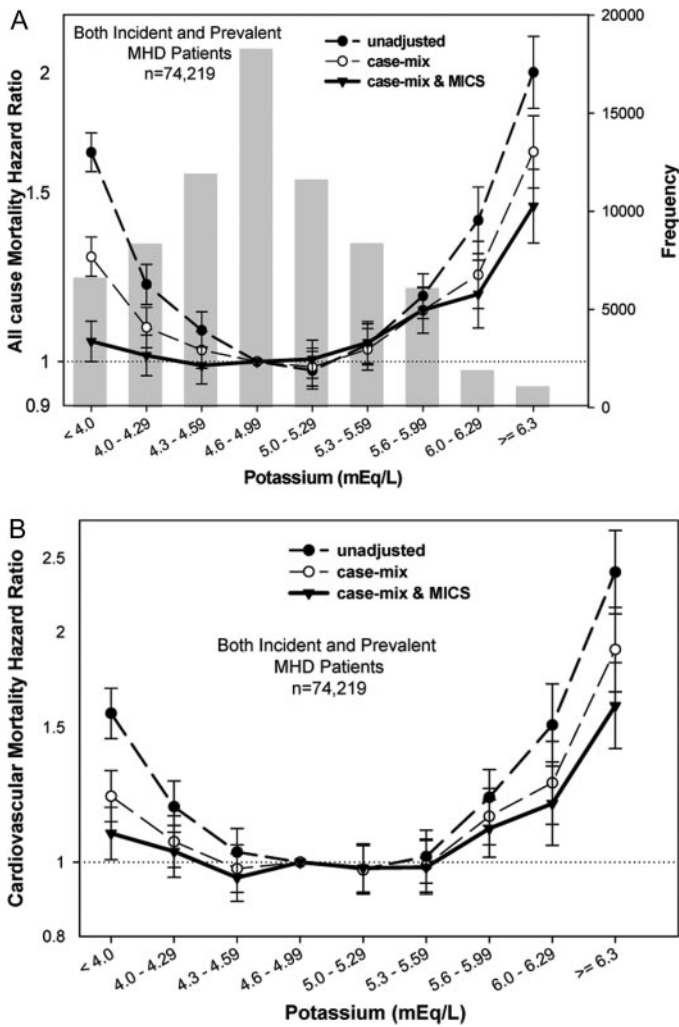 A
Both Incident and Prevalent
MHD Patients
n=74,219
unadjusted
case-mix
case-mix & MICS
All cause Mortality Hazard Ratio
2
1.5
1
0.9
Frequency
20000
15000
10000
5000
0
< 4.0
4.0 - 4.29
4.3 - 4.59
4.6 - 4.99
5.0 - 5.29
5.3 - 5.59
5.6 - 5.99
6.0 - 6.29
>= 6.3
Potassium (mEq/L)
B
unadjusted
case-mix
case-mix & MICS
Both Incident and Prevalent
MHD Patients
n=74,219
Cardiovascular Mortality Hazard Ratio
2.5
2
1.5
1
0.8
< 4.0
4.0 - 4.29
4.3 - 4.59
4.6 - 4.99
5.0 - 5.29
5.3 - 5.59
5.6 - 5.99
6.0 - 6.29
>= 6.3
Potassium (mEq/L)